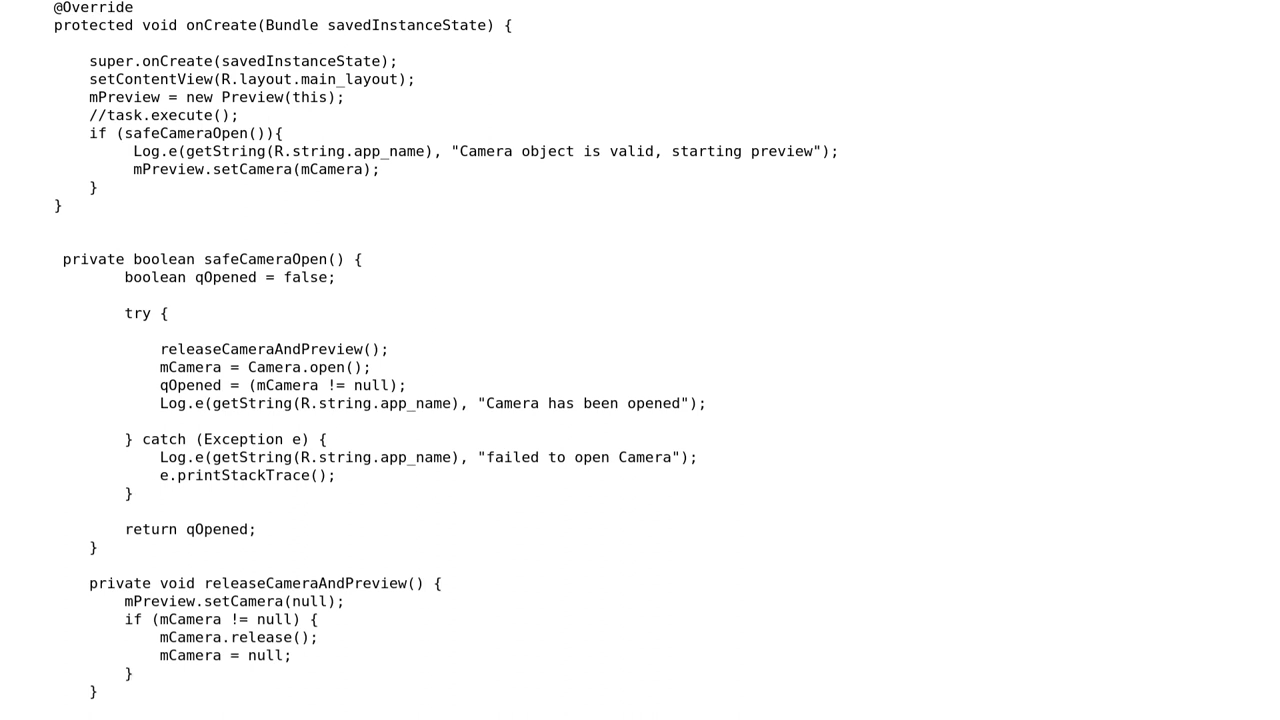 @Override
protected void onCreate(Bundle savedInstanceState) {
super.onCreate(savedInstanceState);
setContentView(R.layout.main_layout);
mPreview = new Preview(this);
//task.execute();
if (safeCameraOpen()){
Log.e(getString(R.string.app_name), "Camera object is valid, starting preview");
mPreview.setCamera(mCamera);
}
}
private boolean safeCameraOpen() {
boolean qOpened = false;
try {
releaseCameraAndPreview();
mCamera = Camera.open();
qOpened = (mCamera != null);
Log.e(getString(R.string.app_name), "Camera has been opened");
} catch (Exception e) {
Log.e(getString(R.string.app_name), "failed to open Camera");
e.printStackTrace();
}
return qOpened;
}
private void releaseCameraAndPreview() {
mPreview.setCamera(null);
if (mCamera != null) {
mCamera.release();
mCamera = null;
}
}